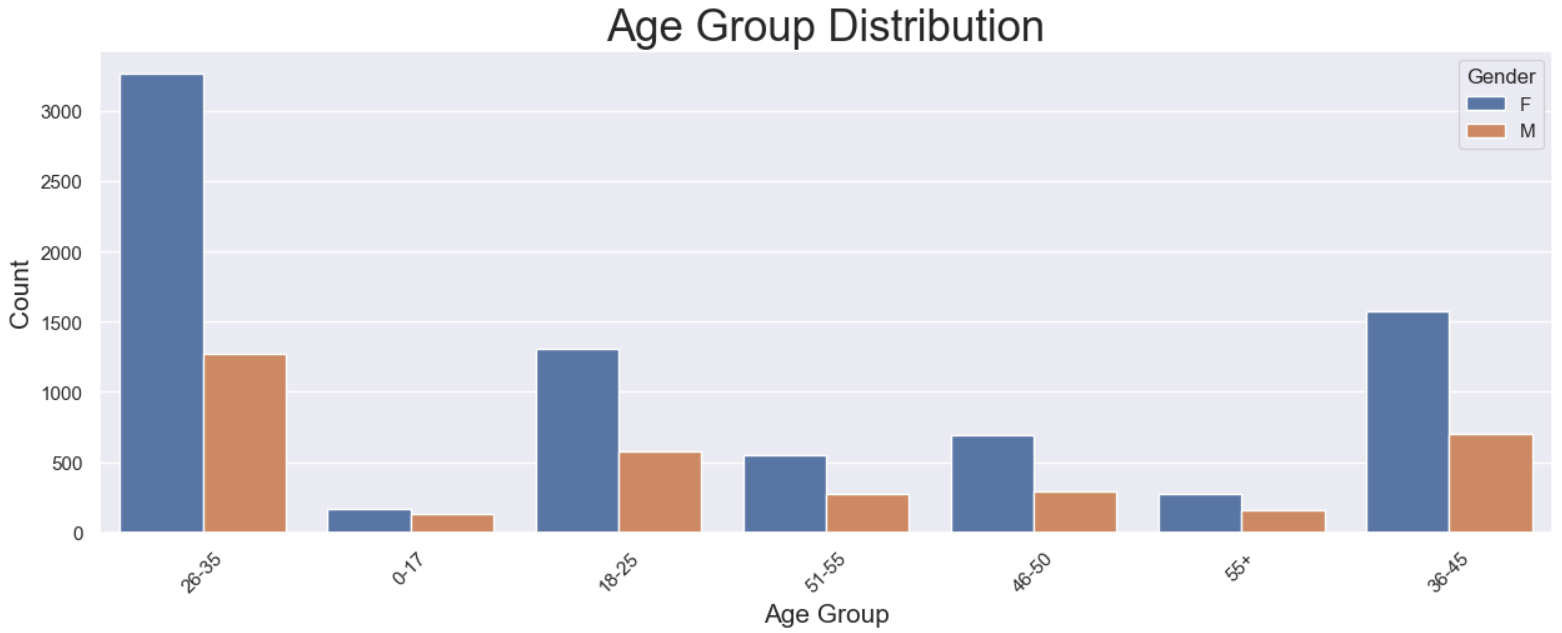 Age Group Distribution
Gender
F
M
3000
2500
2000
1500
1000
500
0
Count
26-35 0-17 18-25 51-55 46-50 55+ 36-45
Age Group